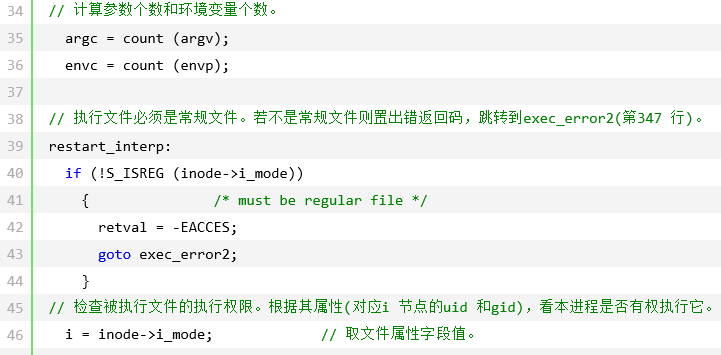 34 // 计算参数个数和环境变量个数。
35 argc = count (argv);
36 envc = count (envp);
37
38 // 执行文件必须是常规文件。若不是常规文件则置出错返回码，跳转到exec_error2(第347 行)。
39 restart_interp:
40 if (!S_ISREG (inode->i_mode))
41 { /* must be regular file */
42 retval = -EACCES;
43 goto exec_error2;
44 }
45 // 检查被执行文件的执行权限。根据其属性(对应i 节点的uid 和gid)，看本进程是否有权执行它。
46 i = inode->i_mode; // 取文件属性字段值。